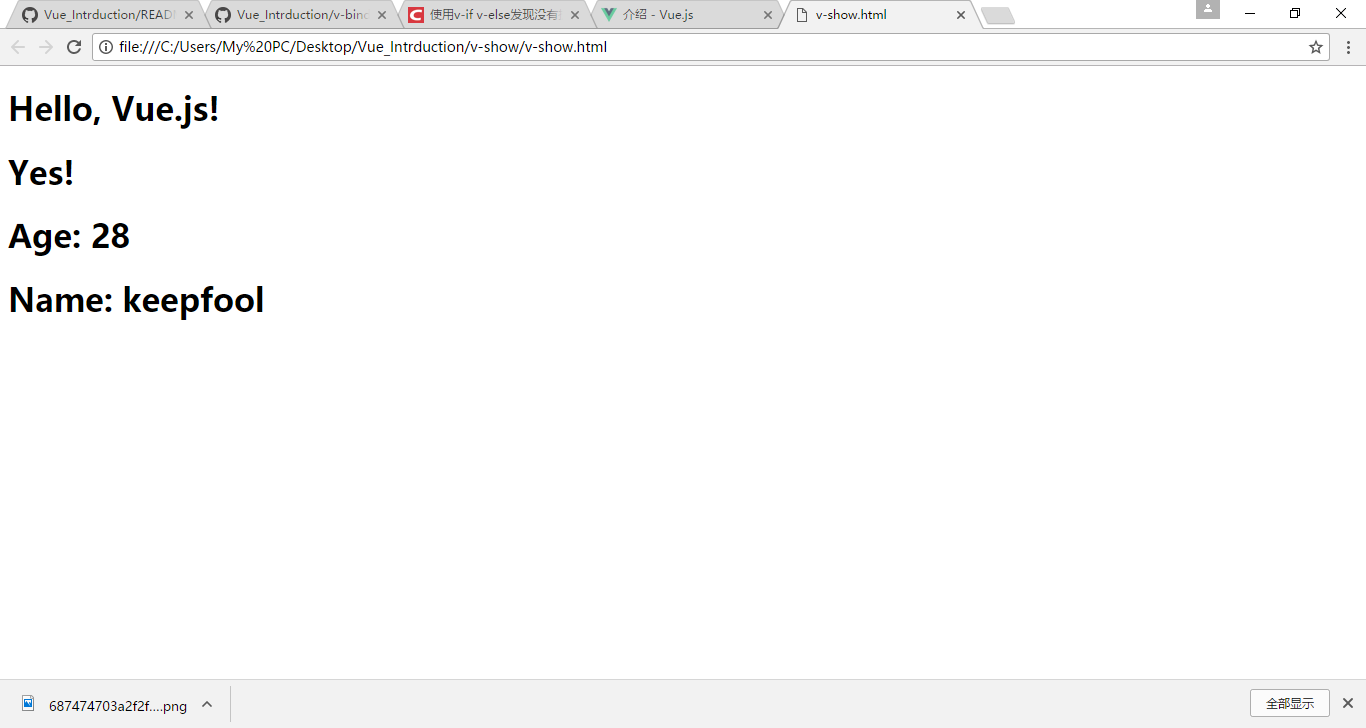 Vue_Intrduction/READ
Vue_Intrduction/v-bind
使用v-if v-else发现没有
介绍 - Vue.js
v-show.html
file:///C:/Users/My%20PC/Desktop/Vue_Intrduction/v-show/v-show.html
Hello, Vue.js!
Yes!
Age: 28
Name: keepfool
687474703a2f2f....png
全部显示